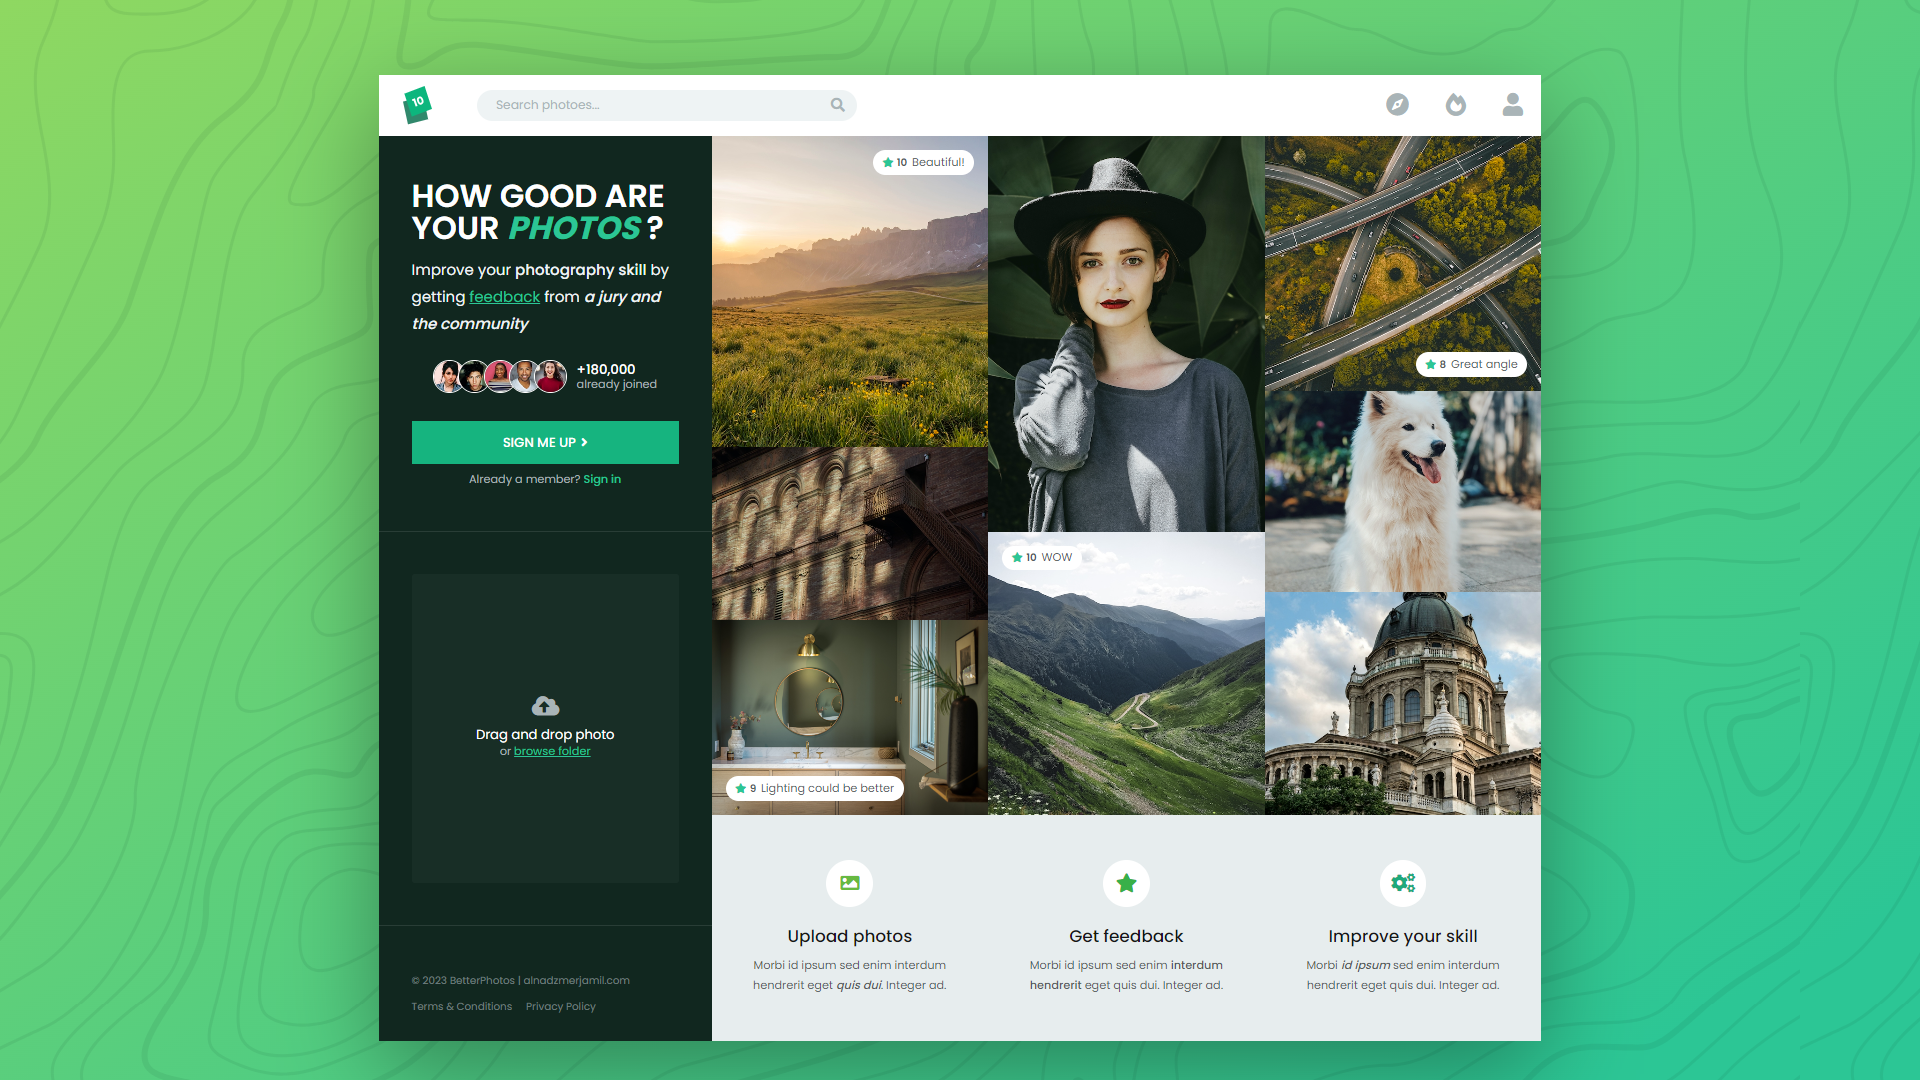 10
Search photoes...
HOW GOOD ARE
YOUR PHOTOS ?
Improve your photography skill by
getting feedback from a jury and
the community
+180,000
already joined
SIGN ME UP
Already a member? Sign in
Drag and drop photo
or browse folder
© 2023 BetterPhotos | alnadzmerjamil.com
Terms & Conditions Privacy Policy
10 Beautiful!
8 Great angle
10 WOW
9 Lighting could be better
Upload photos
Morbi id ipsum sed enim interdum
hendrerit eget quis dui. Integer ad.
Get feedback
Morbi id ipsum sed enim interdum
hendrerit eget quis dui. Integer ad.
Improve your skill
Morbi id ipsum sed enim interdum
hendrerit eget quis dui. Integer ad.